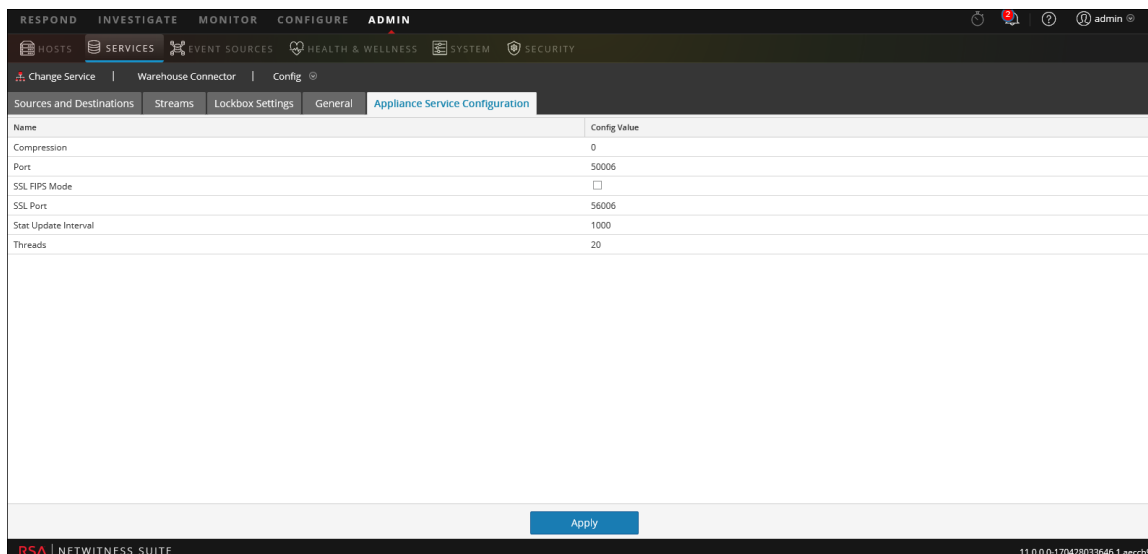 RESPOND INVESTIGATE MONITOR CONFIGURE ADMIN 2 admin
HOSTS SERVICES EVENT SOURCES HEALTH & WELLNESS SYSTEM SECURITY
Change Service | Warehouse Connector | Config
Sources and Destinations Streams Lockbox Settings General Appliance Service Configuration
Name Config Value
Compression 0
Port 50006
SSL FIPS Mode
SSL Port 56006
Stat Update Interval 1000
Threads 20
Apply
RSA | NETWITNESS SUITE